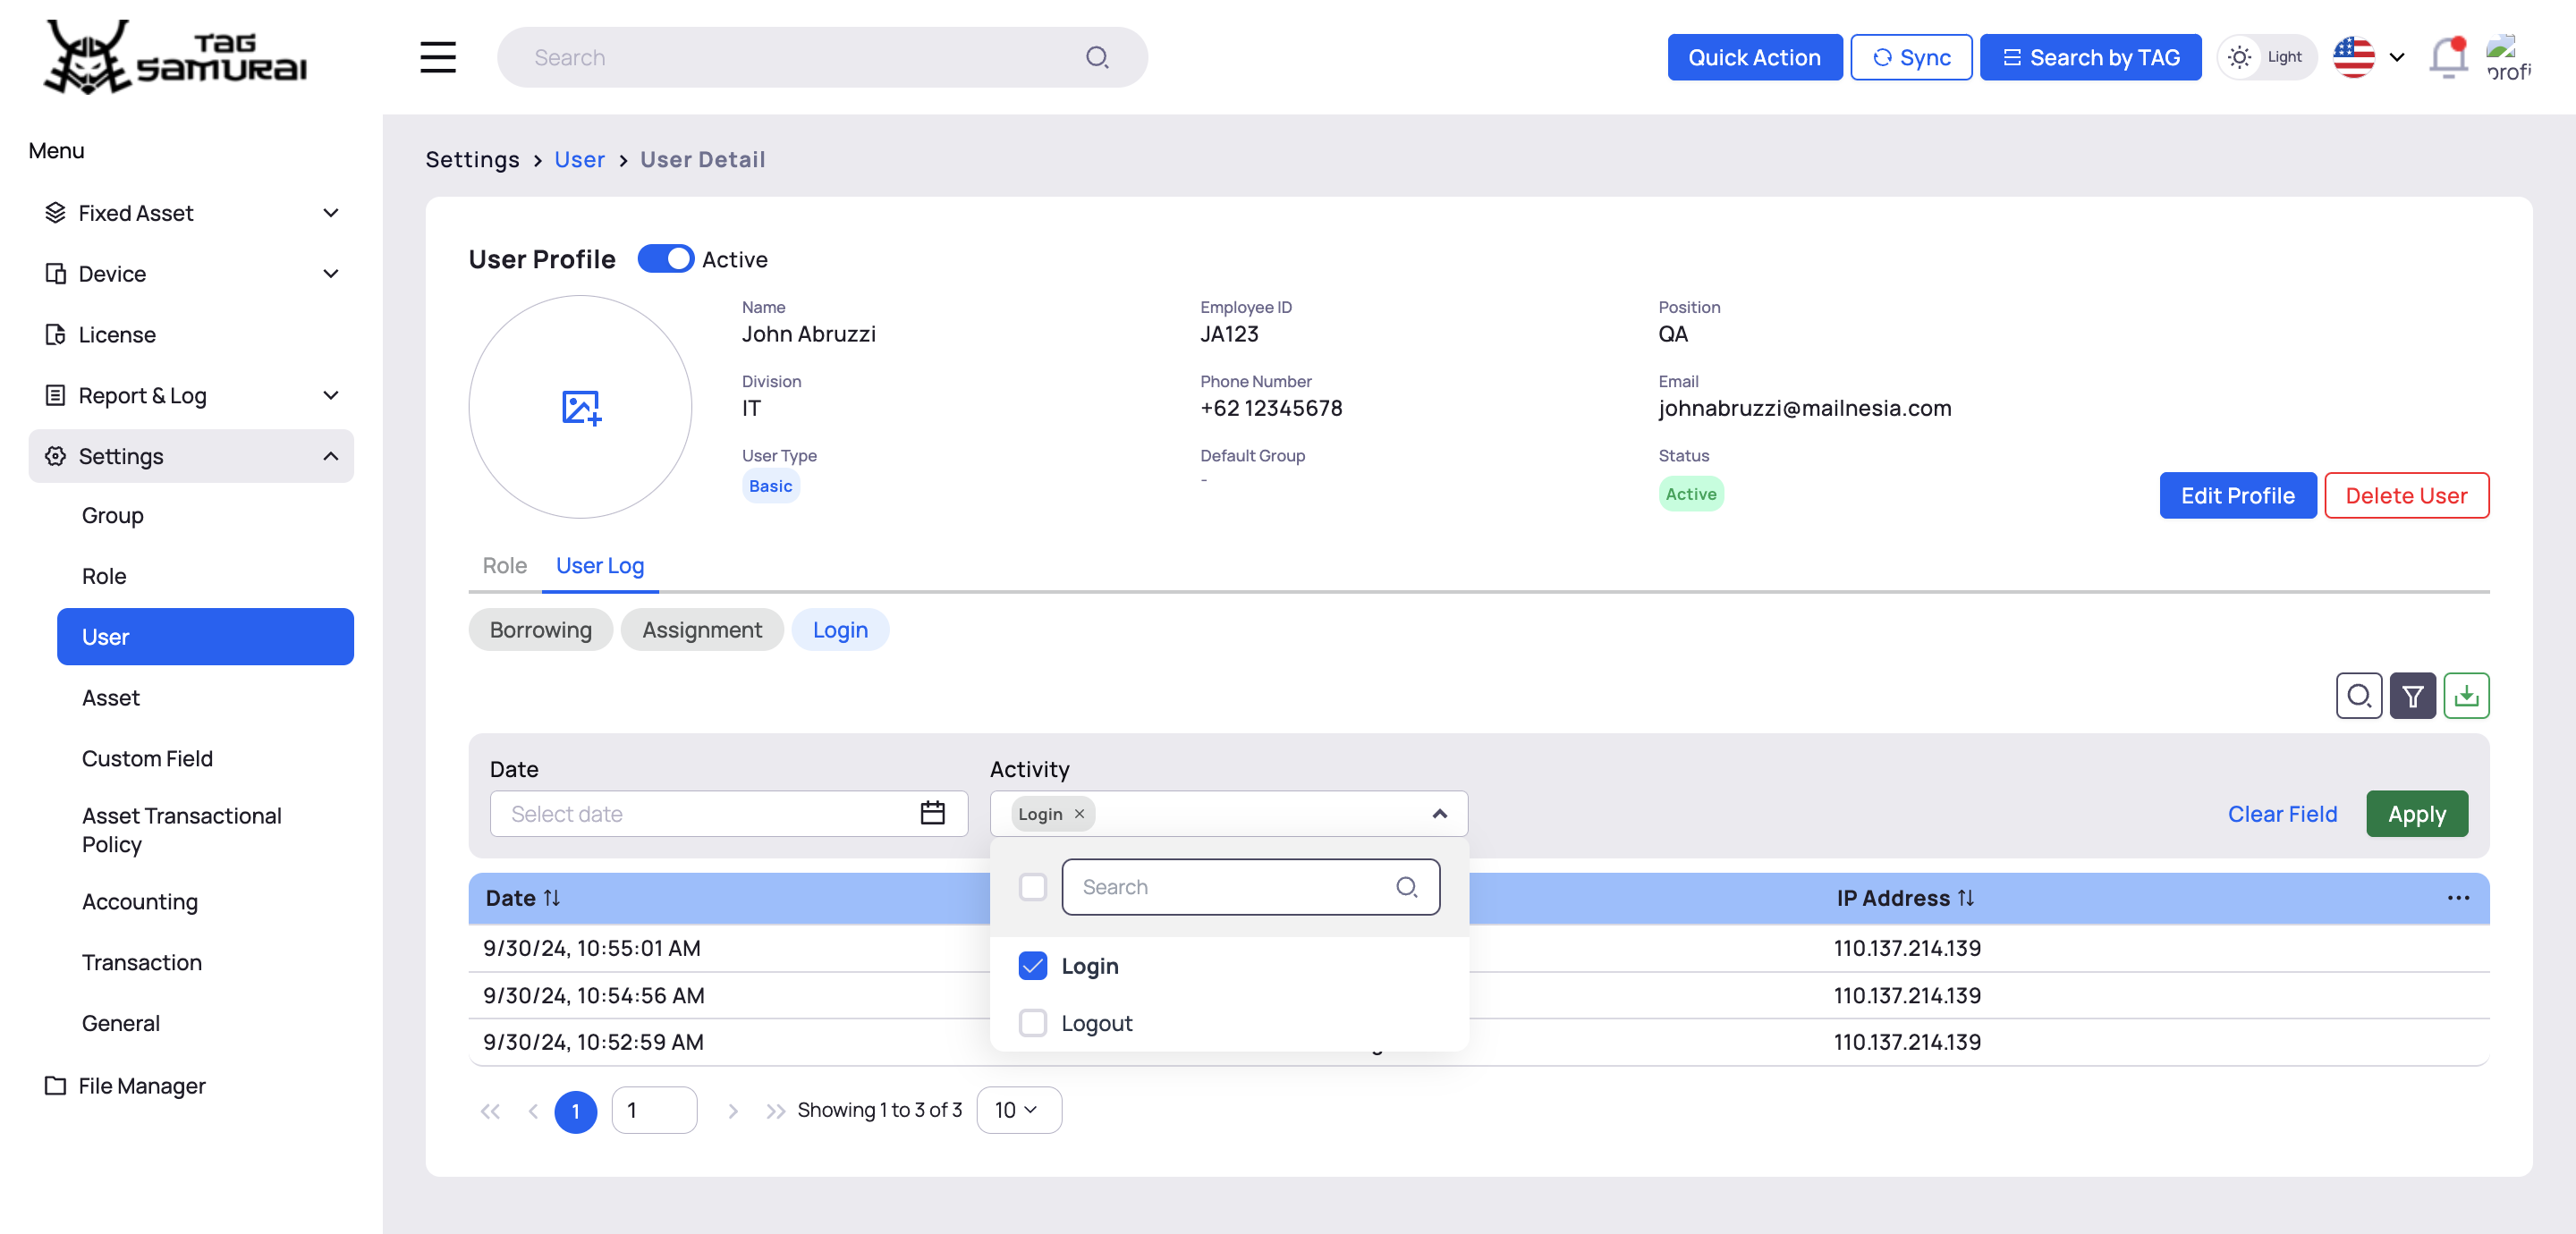 TAG
SAMURAI
Search
Quick Action
Sync
Search by TAG
Light
profi
Menu
Fixed Asset
Device
License
Report & Log
Settings
Group
Role
User
Asset
Custom Field
Asset Transactional
Policy
Accounting
Transaction
General
File Manager
Settings > User > User Detail
User Profile Active
Name
John Abruzzi
Employee ID
JA123
Position
QA
Division
IT
Phone Number
+62 12345678
Email
johnabruzzi@mailnesia.com
User Type
Basic
Default Group
-
Status
Active
Edit Profile
Delete User
Role User Log
Borrowing Assignment Login
Date
Select date
Activity
Login ×
Clear Field
Apply
Search
Login
Logout
Date IP Address ...
9/30/24, 10:55:01 AM 110.137.214.139
9/30/24, 10:54:56 AM 110.137.214.139
9/30/24, 10:52:59 AM 110.137.214.139
1 1 Showing 1 to 3 of 3 10